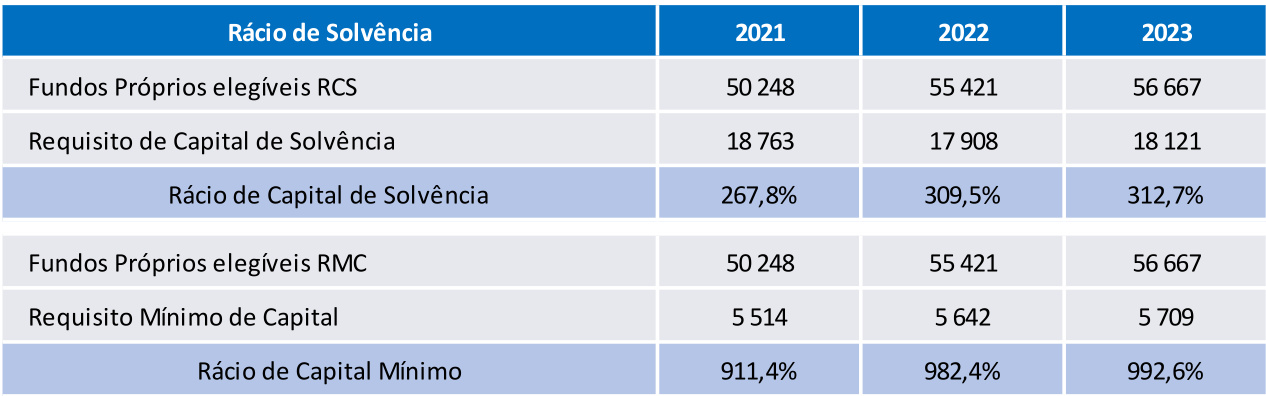 Rácio de Solvência 2021 2022 2023
Fundos Próprios elegíveis RCS 50 248 55 421 56 667
Requisito de Capital de Solvência 18 763 17 908 18 121
Rácio de Capital de Solvência 267,8% 309,5% 312,7%
Fundos Próprios elegíveis RMC 50 248 55 421 56 667
Requisito Mínimo de Capital 5 514 5 642 5 709
Rácio de Capital Mínimo 911,4% 982,4% 992,6%